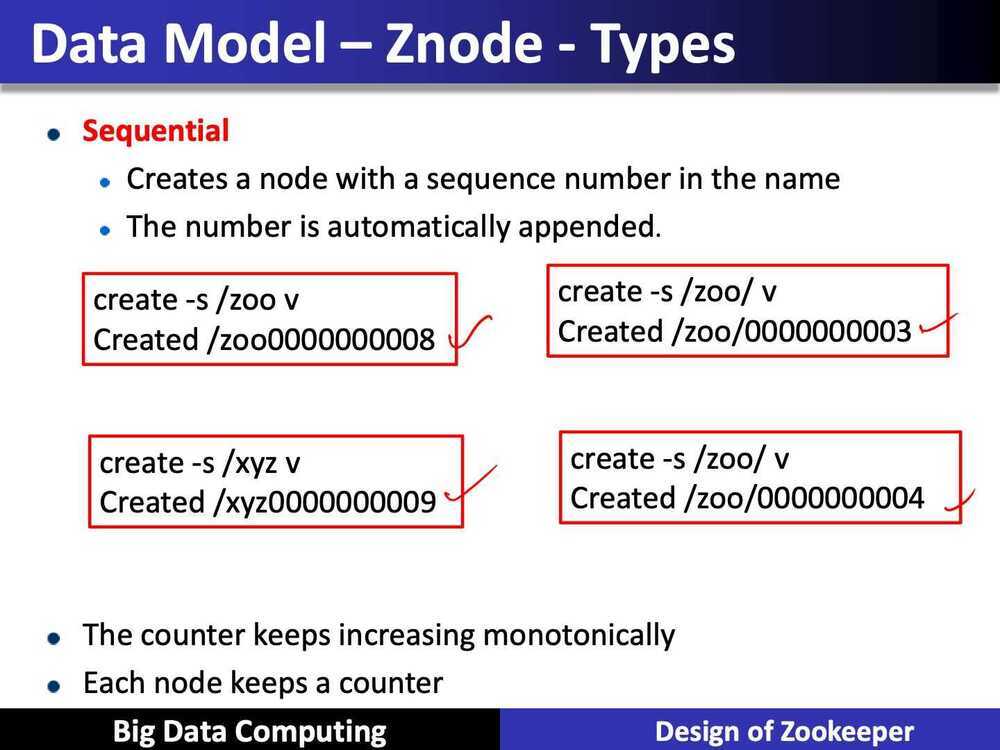 Data Model – Znode - Types
Sequential
Creates a node with a sequence number in the name
The number is automatically appended.
create -s /zoo v
Created /zoo0000000008
create -s /zoo/ v
Created /zoo/0000000003
create -s /xyz v
Created /xyz0000000009
create -s /zoo/ v
Created /zoo/0000000004
The counter keeps increasing monotonically
Each node keeps a counter
Big Data Computing
Design of Zookeeper